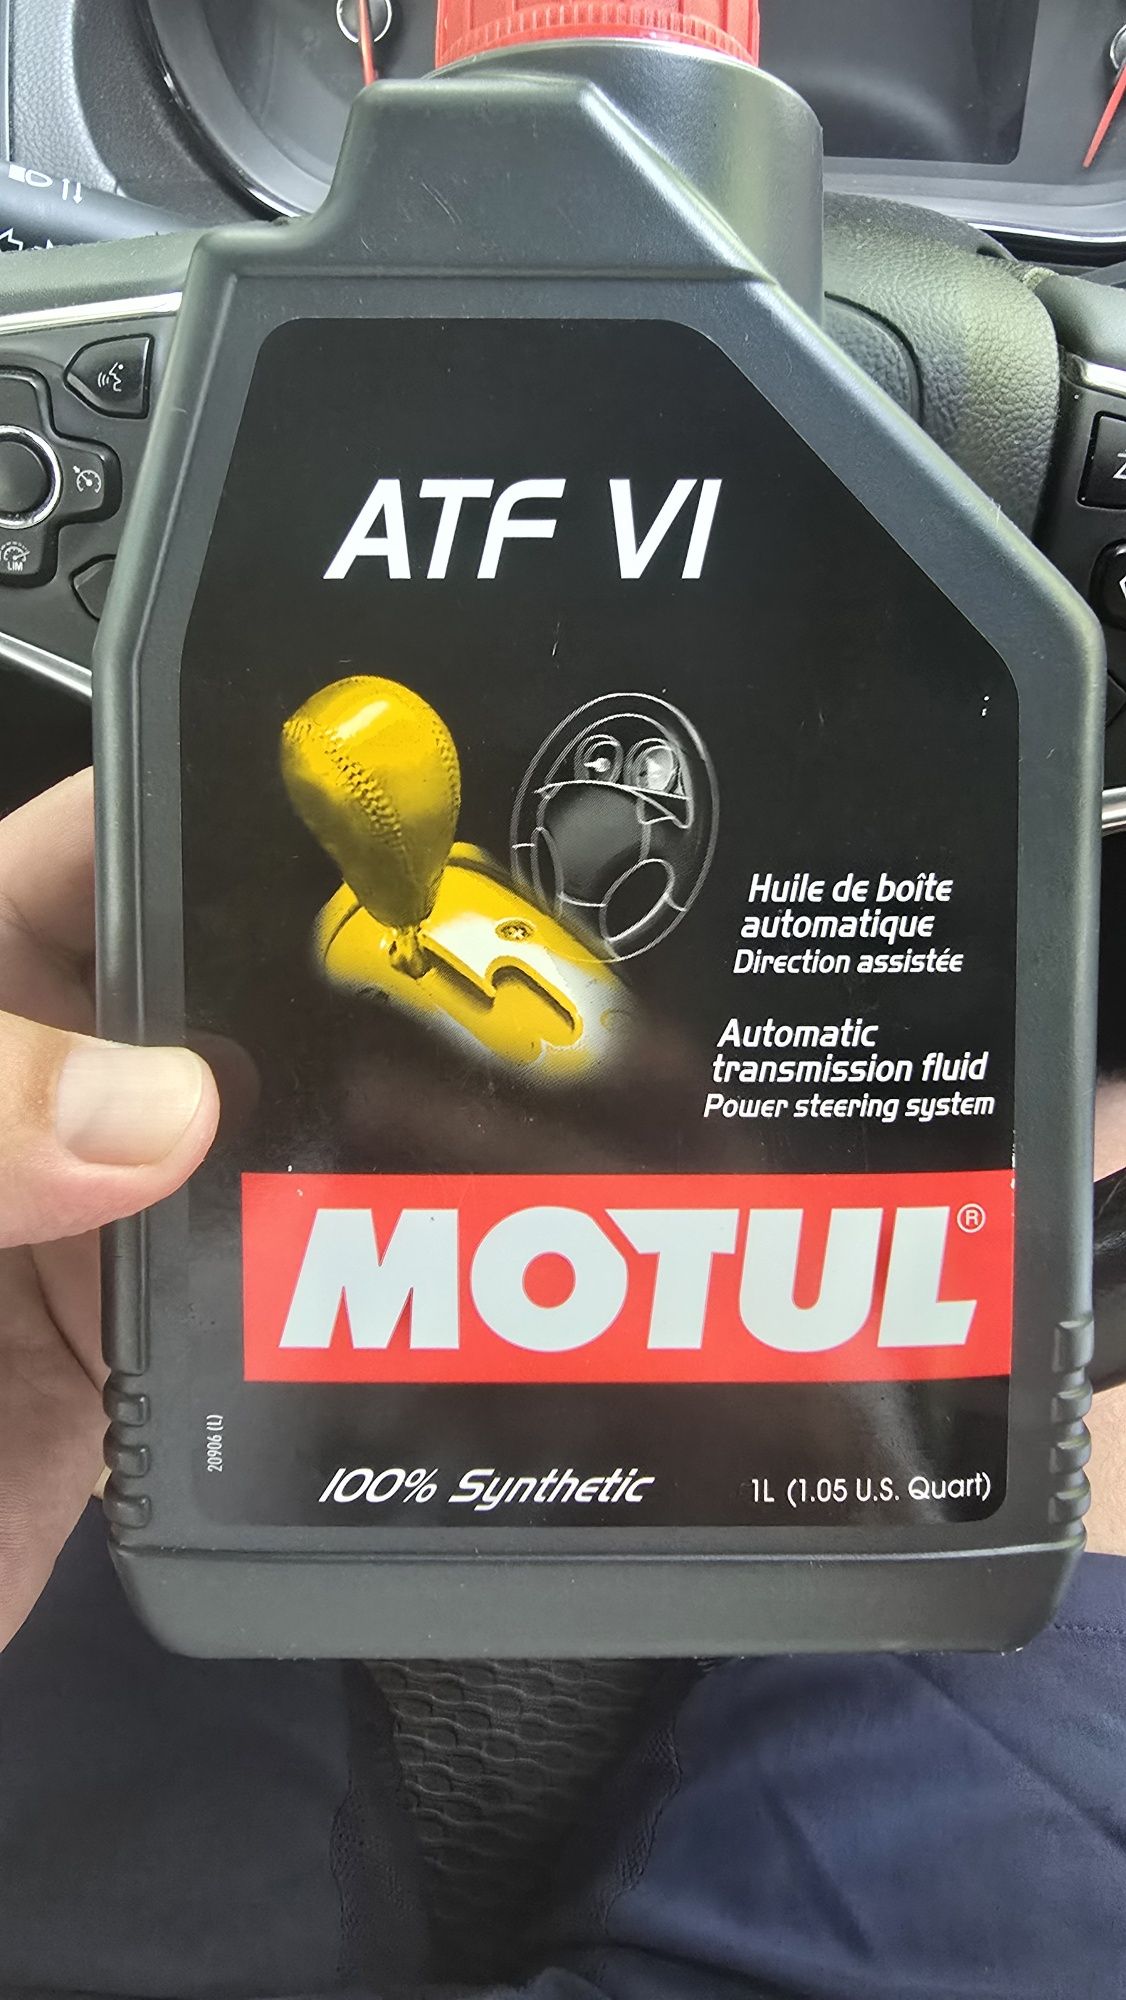 ATF VI
Huile de boîte
automatique
Direction assistée
Automatic
transmission fluid
Power steering system
MOTUL®
20906 (L)
100% Synthetic
1L (1.05 U.S. Quart)
LIM